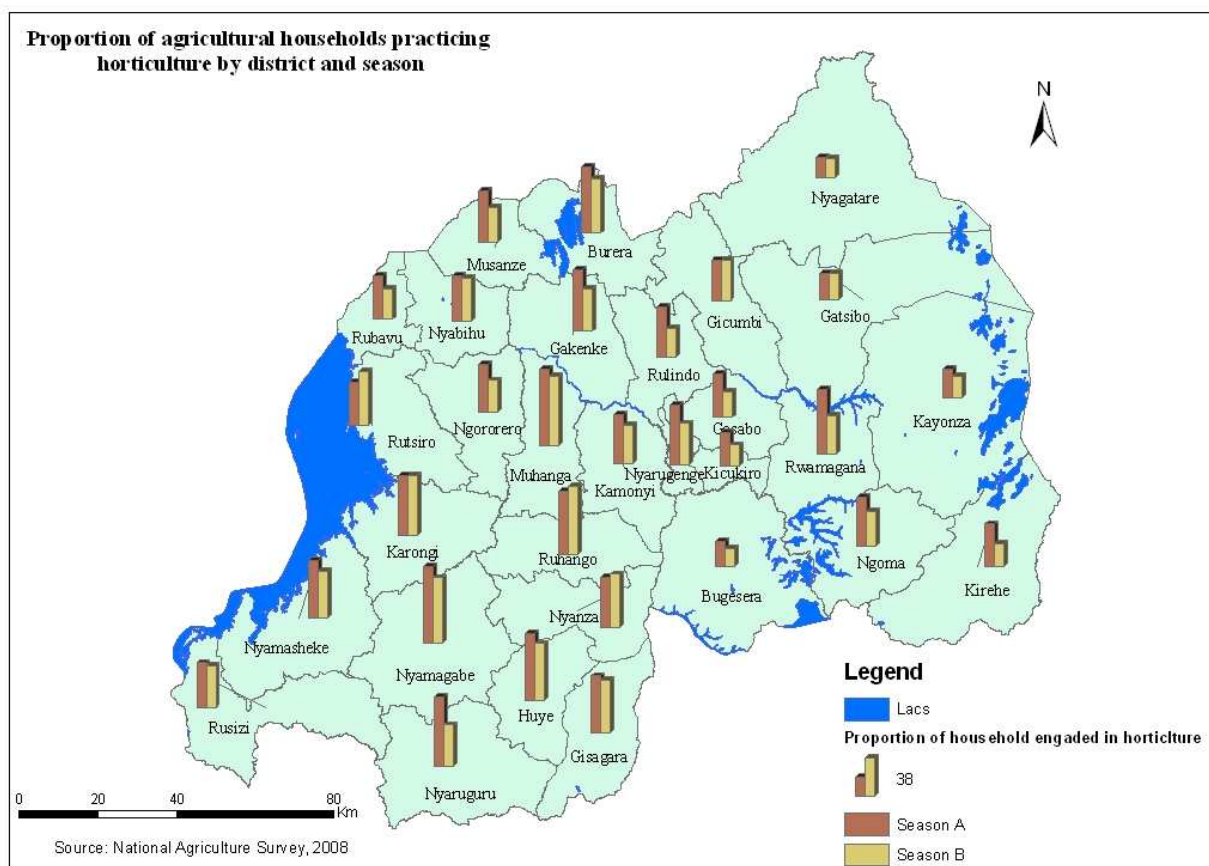 Proportion of agricultural households practicing
horticulture by district and season
N
Nyagatare
Musanze
Burera
Rubavu
Nyabihu
Gakenke
Gicumbi
Gatsibo
Rulindo
Kayonza
Rutsiro
Ngororero
Muhanga
Kamonyi
Nyarugenge
Gasabo
Kicukiro
Rwamagana
Karongi
Ruhango
Bugesera
Ngoma
Kirehe
Nyamasheke
Nyamagabe
Nyanza
Huye
Gisagara
Rusizi
Nyaruguru
Legend
Lacs
Proportion of household engaded in horticlture
38
Season A
Season B
0 20 40 80
Km
Source: National Agriculture Survey, 2008